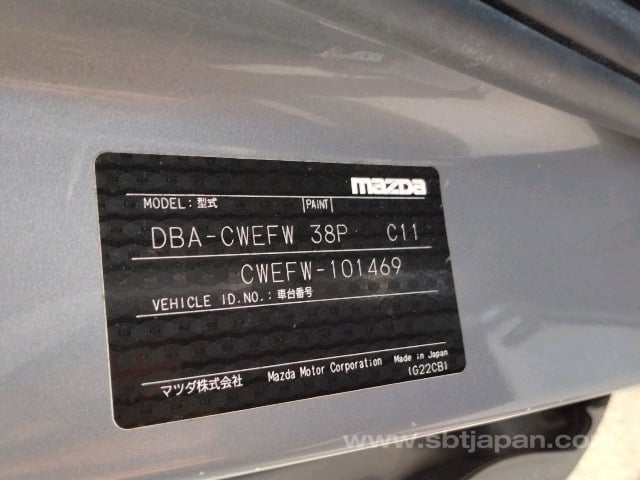 mazda
MODEL: 型式 PAINT
DBA-CWEFW 38P C11
CWEFW-101469
VEHICLE ID.NO.: 車台番号
マツダ株式会社 Mazda Motor Corporation Made in Japan
(G22CB)
www.sbtjapan.com